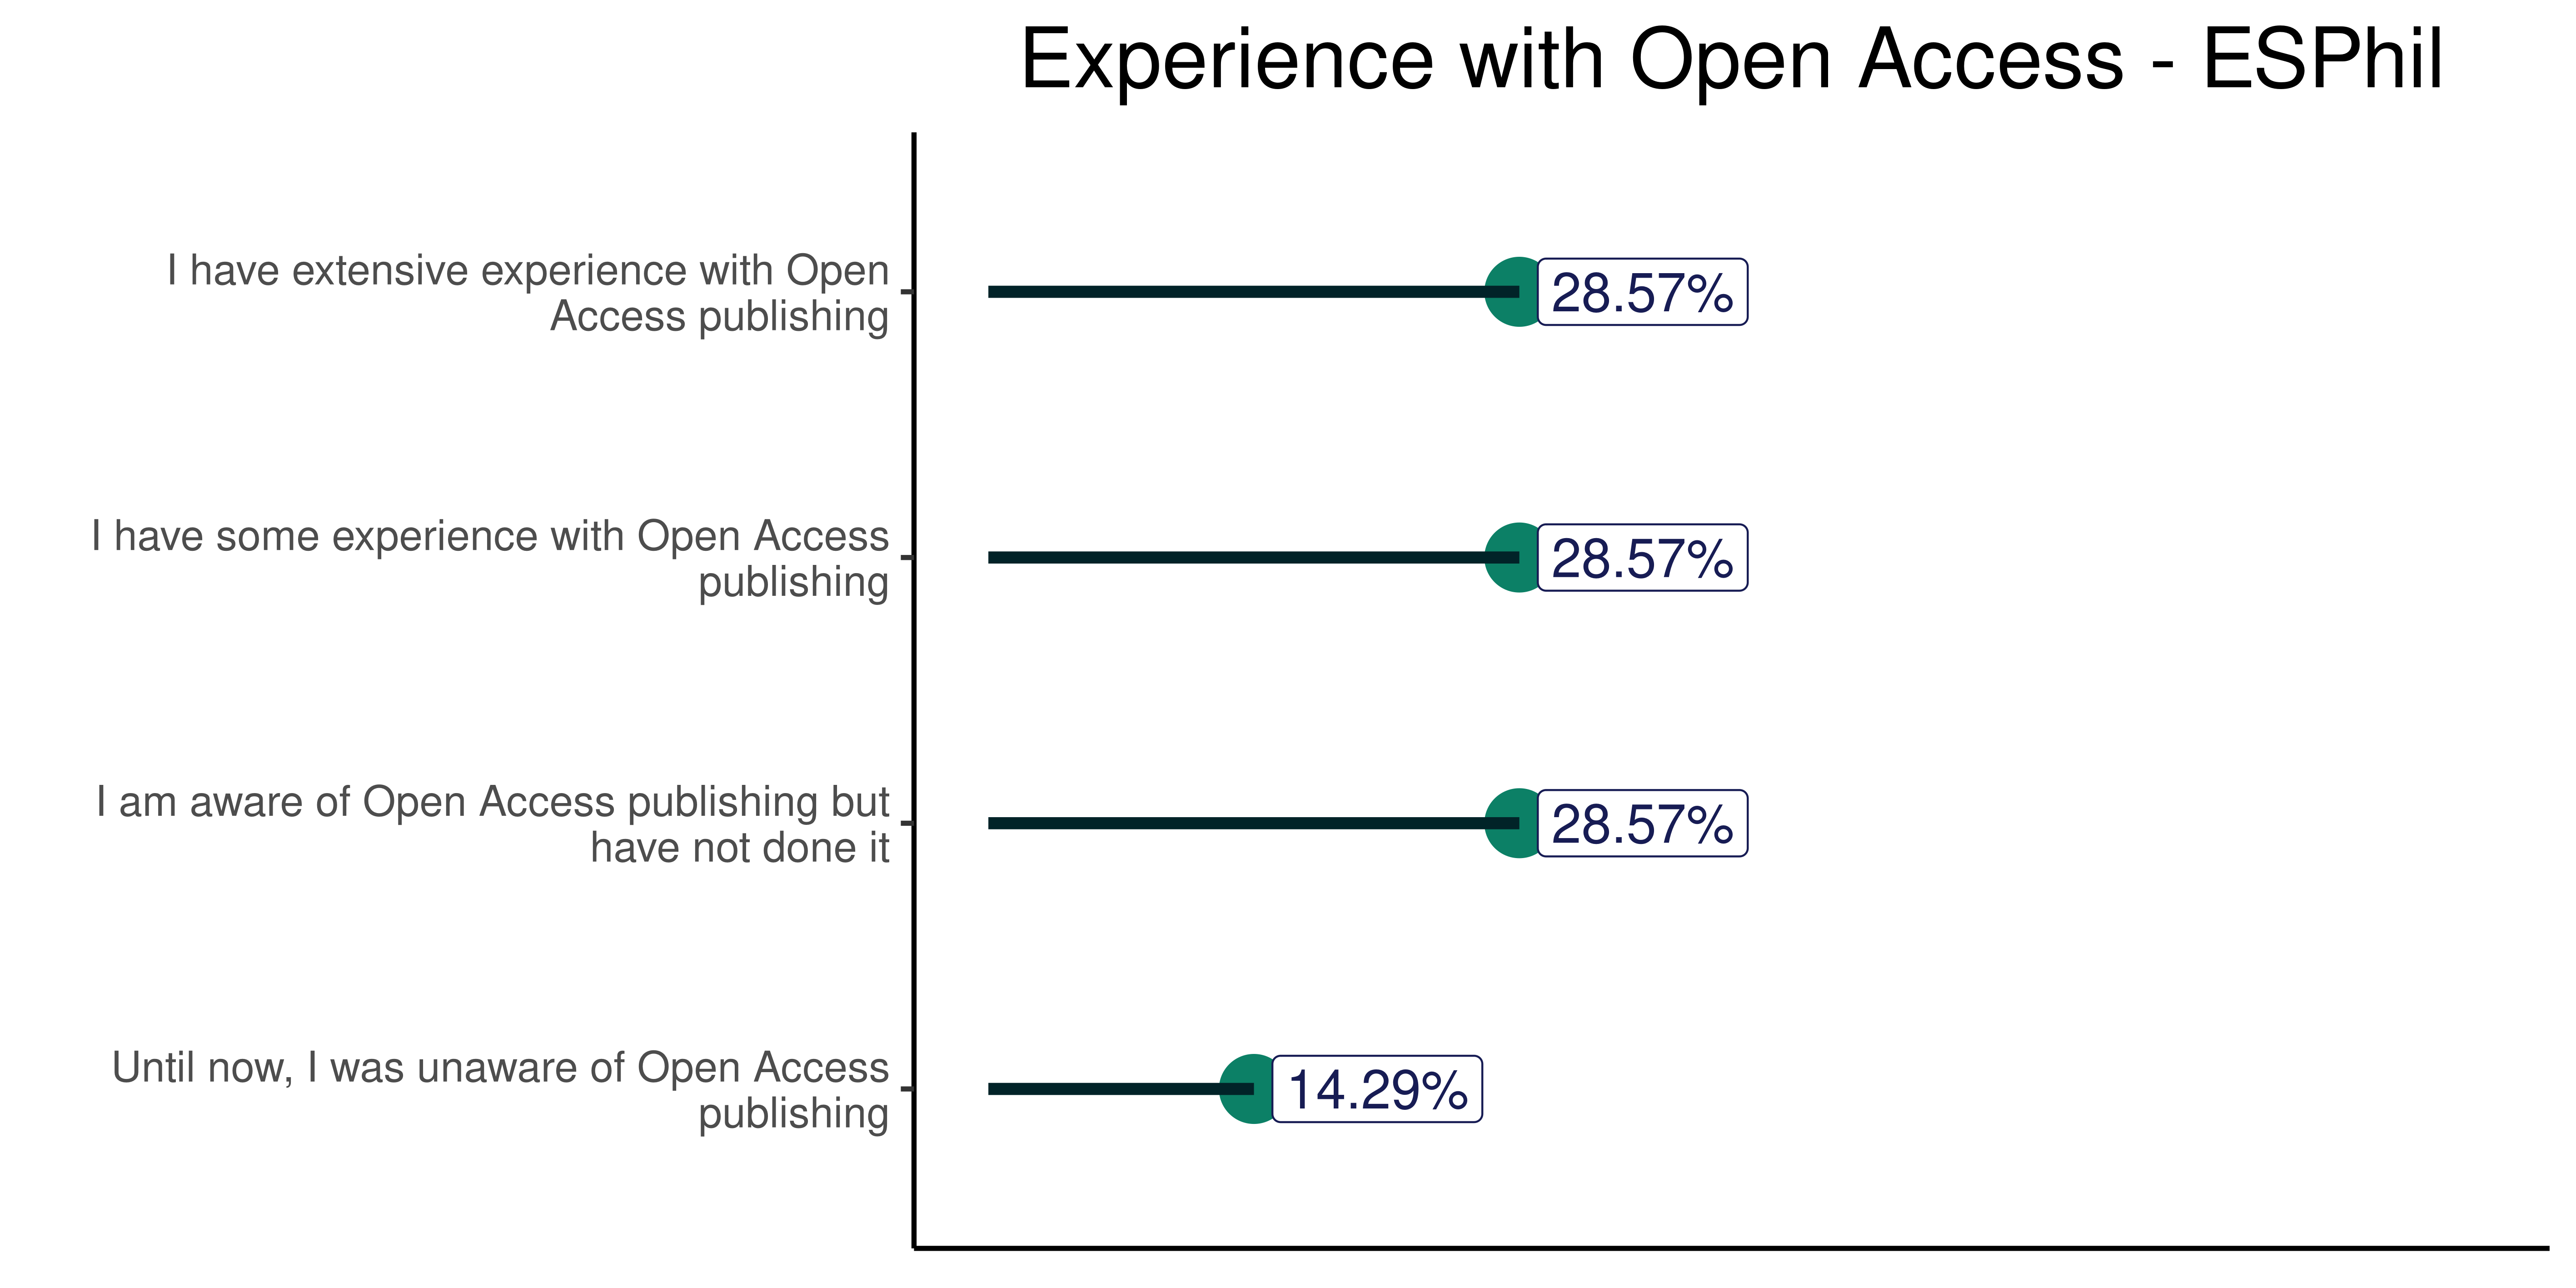 Experience with Open Access - ESPhil
I have extensive experience with Open
Access publishing
28.57%
I have some experience with Open Access
publishing
28.57%
I am aware of Open Access publishing but
have not done it
28.57%
Until now, I was unaware of Open Access
publishing
14.29%